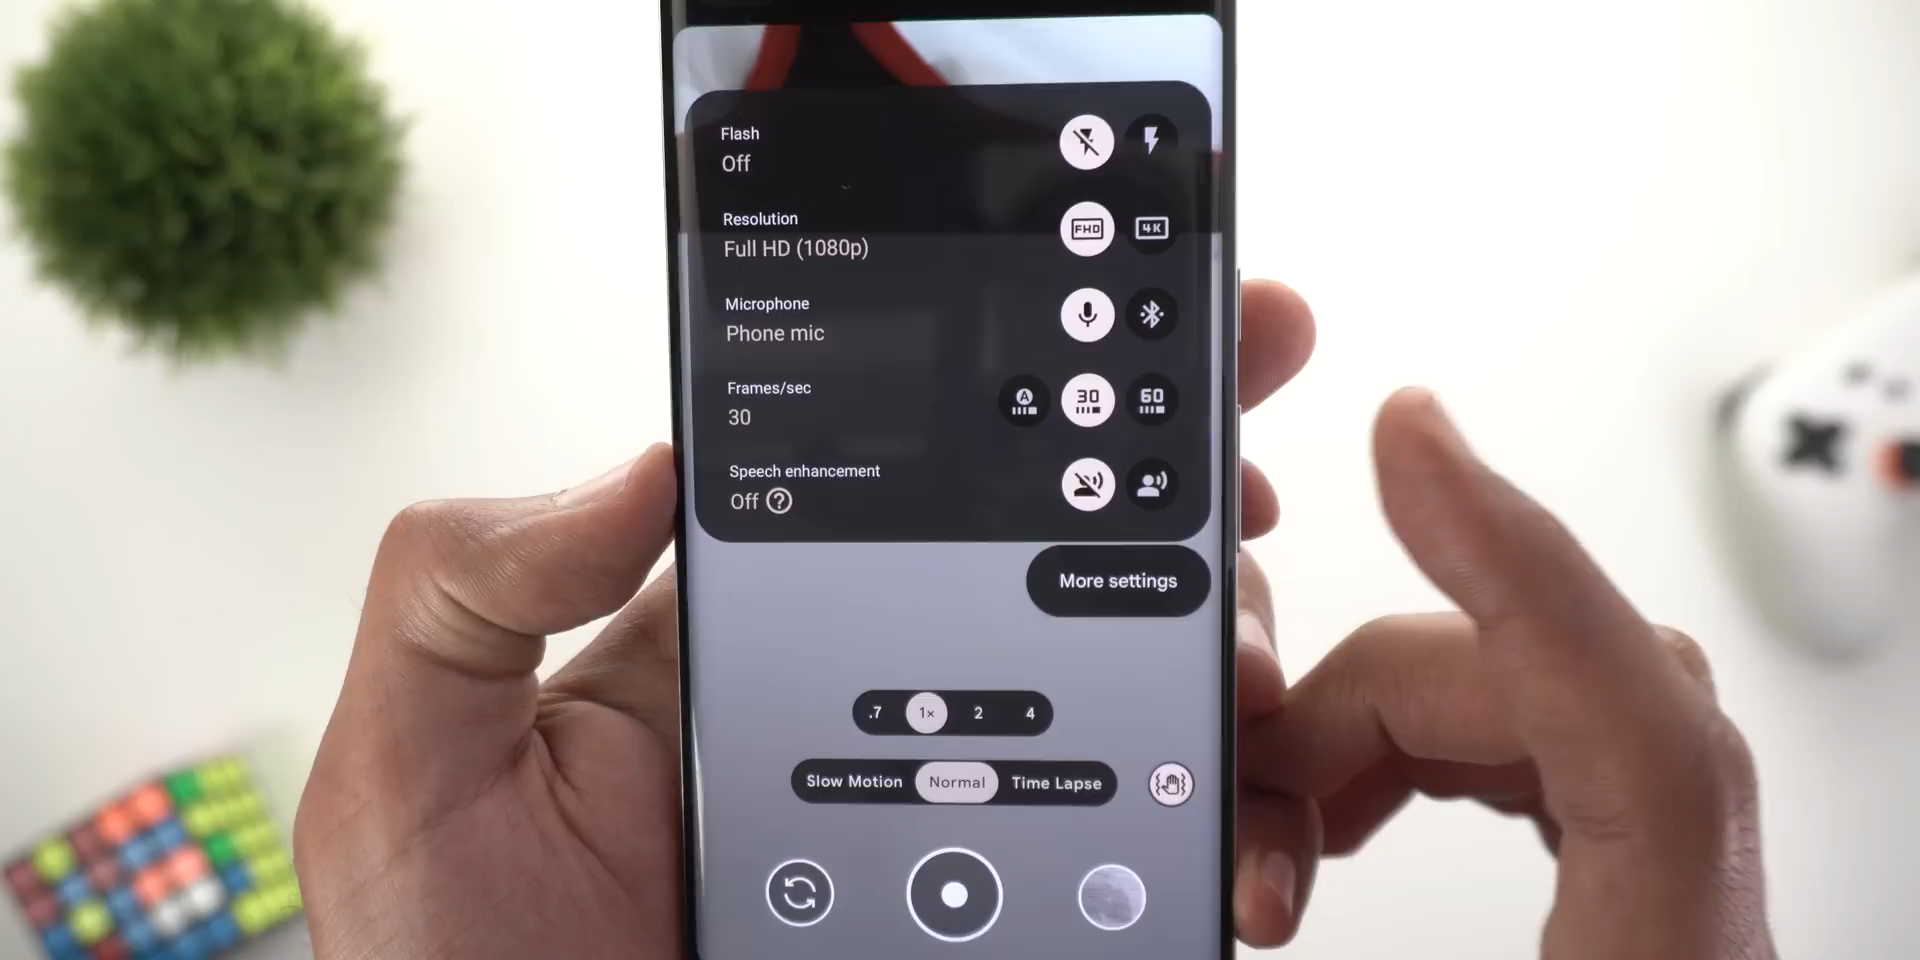 Flash
Off
Resolution
Full HD (1080p)
FHD
4K
Microphone
Phone mic
Frames/sec
30
A
30
60
Speech enhancement
Off ?
More settings
.7 1× 2 4
Slow Motion Normal Time Lapse